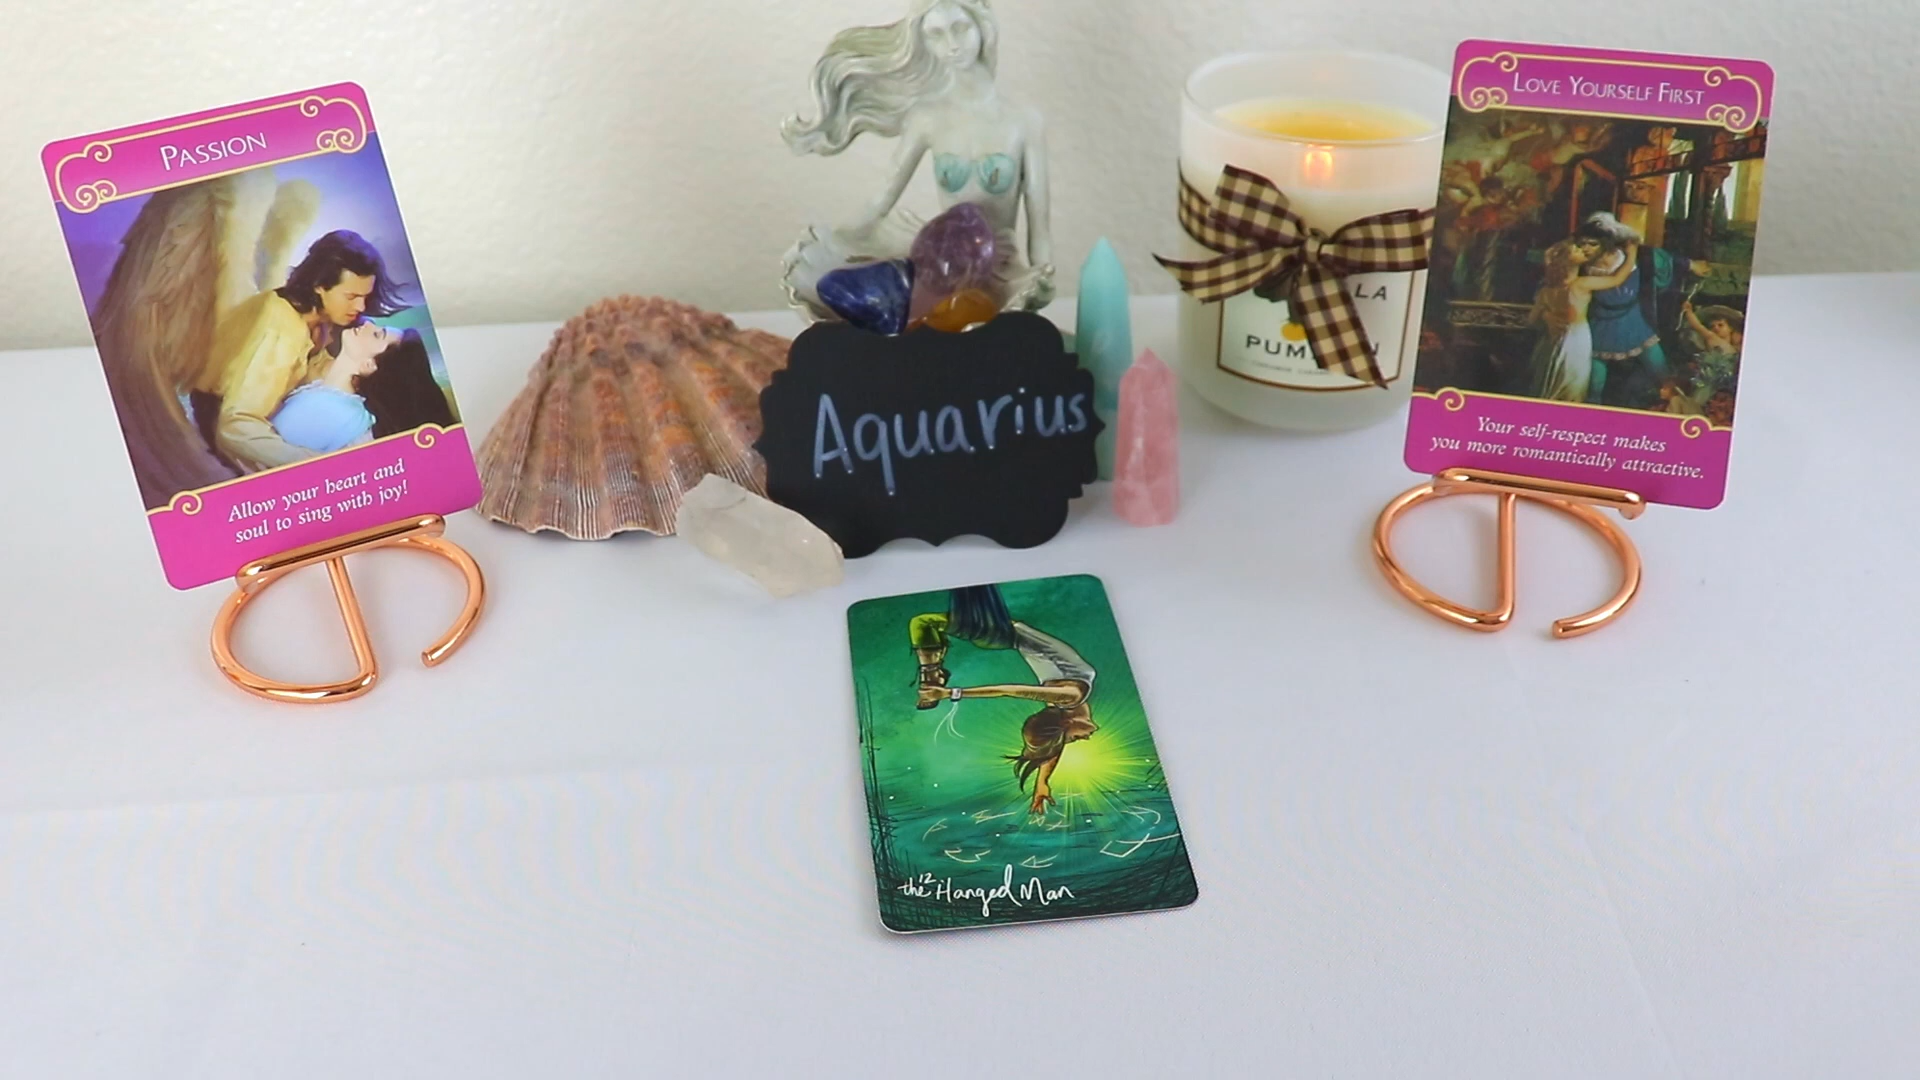 PASSION
Allow your heart and
soul to sing with joy!
Aquarius
LOVE YOURSELF FIRST
Your self-respect makes
you more romantically attractive.
12
the Hanged Man